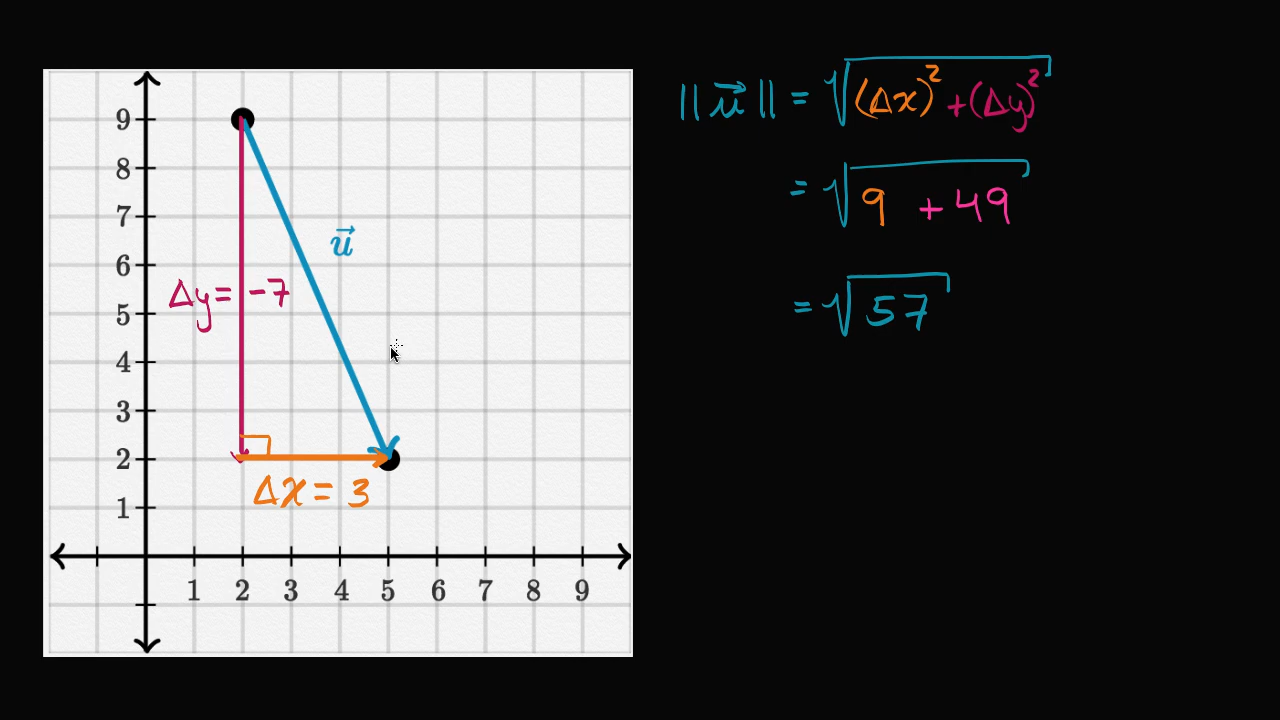 9
8
7
6
5
4
3
2
1
1 2 3 4 5 6 7 8 9
u⃗
Δy = -7
Δx = 3
||u⃗|| = √((Δx)² + (Δy)²)
= √(9 + 49)
= √57